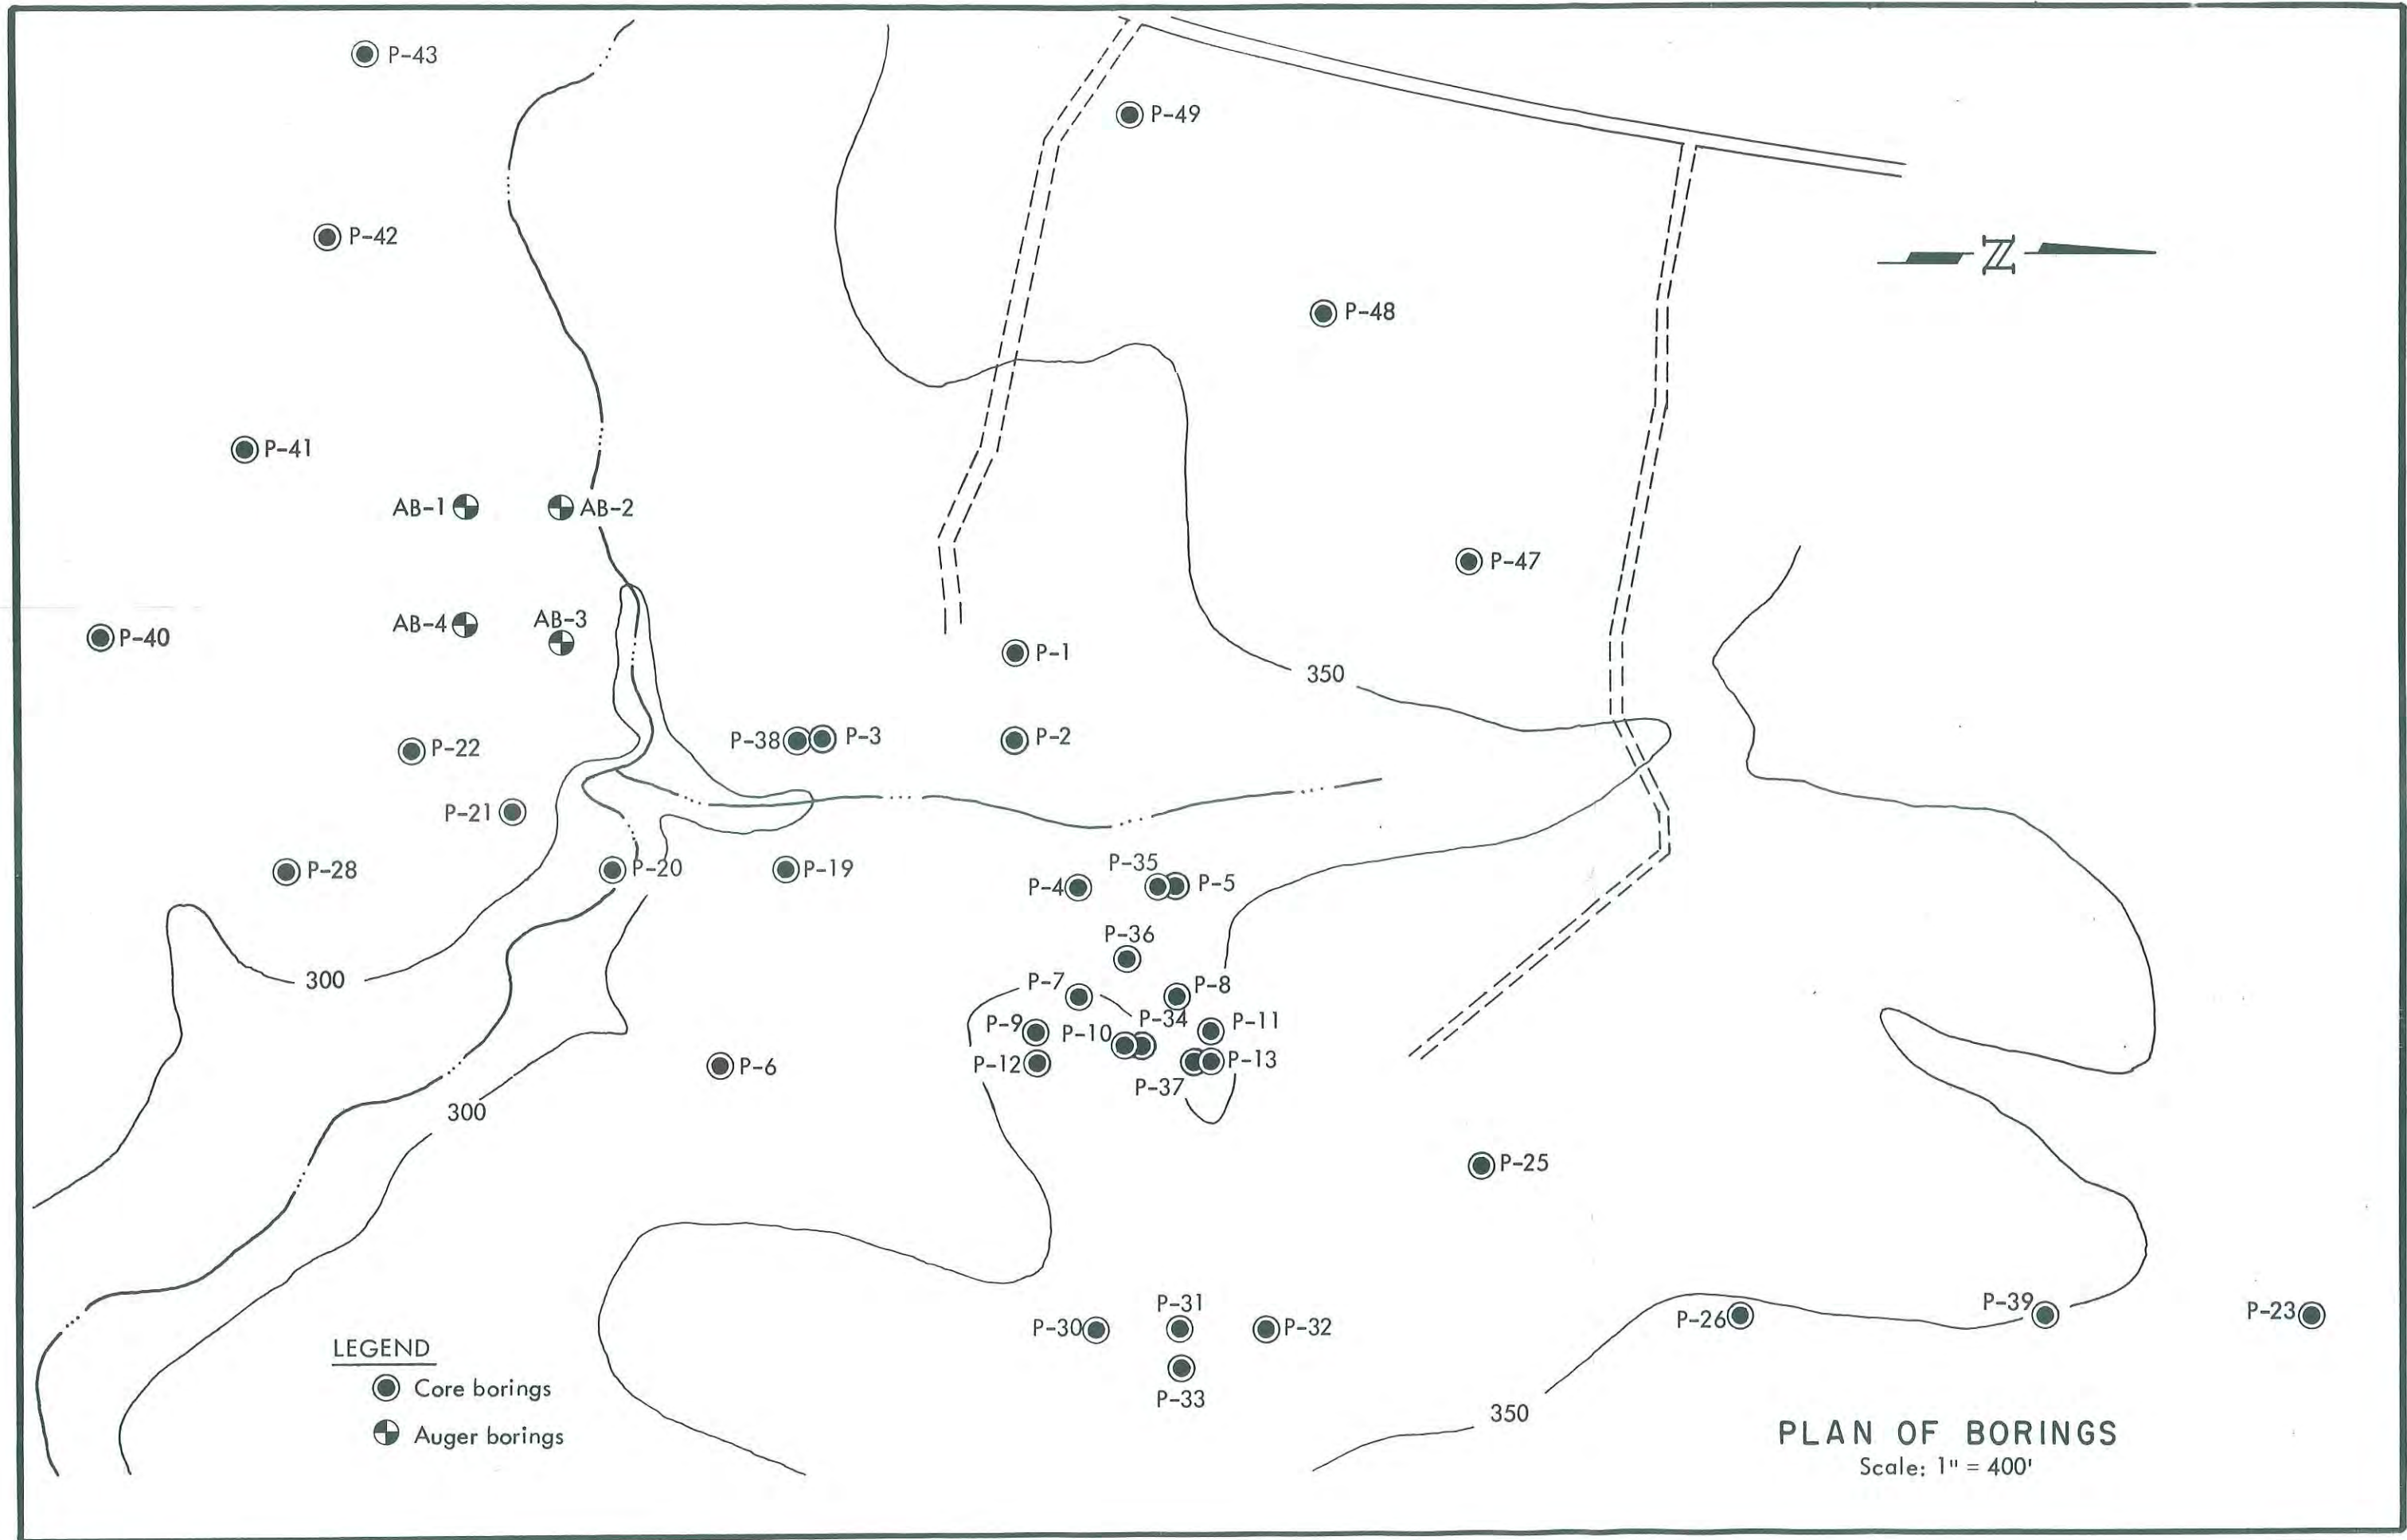 P-43
P-49
P-42
N
P-48
P-41
AB-1
AB-2
P-47
AB-4
AB-3
P-40
P-1
350
P-38
P-3
P-2
P-22
P-21
P-28
P-20
P-19
P-35
P-4
P-5
P-36
300
P-7
P-8
P-34
P-9
P-10
P-11
P-12
P-13
P-6
P-37
300
P-25
P-31
P-30
P-32
P-39
P-26
P-23
LEGEND
Core borings
P-33
350
Auger borings
PLAN OF BORINGS
Scale: 1" = 400'